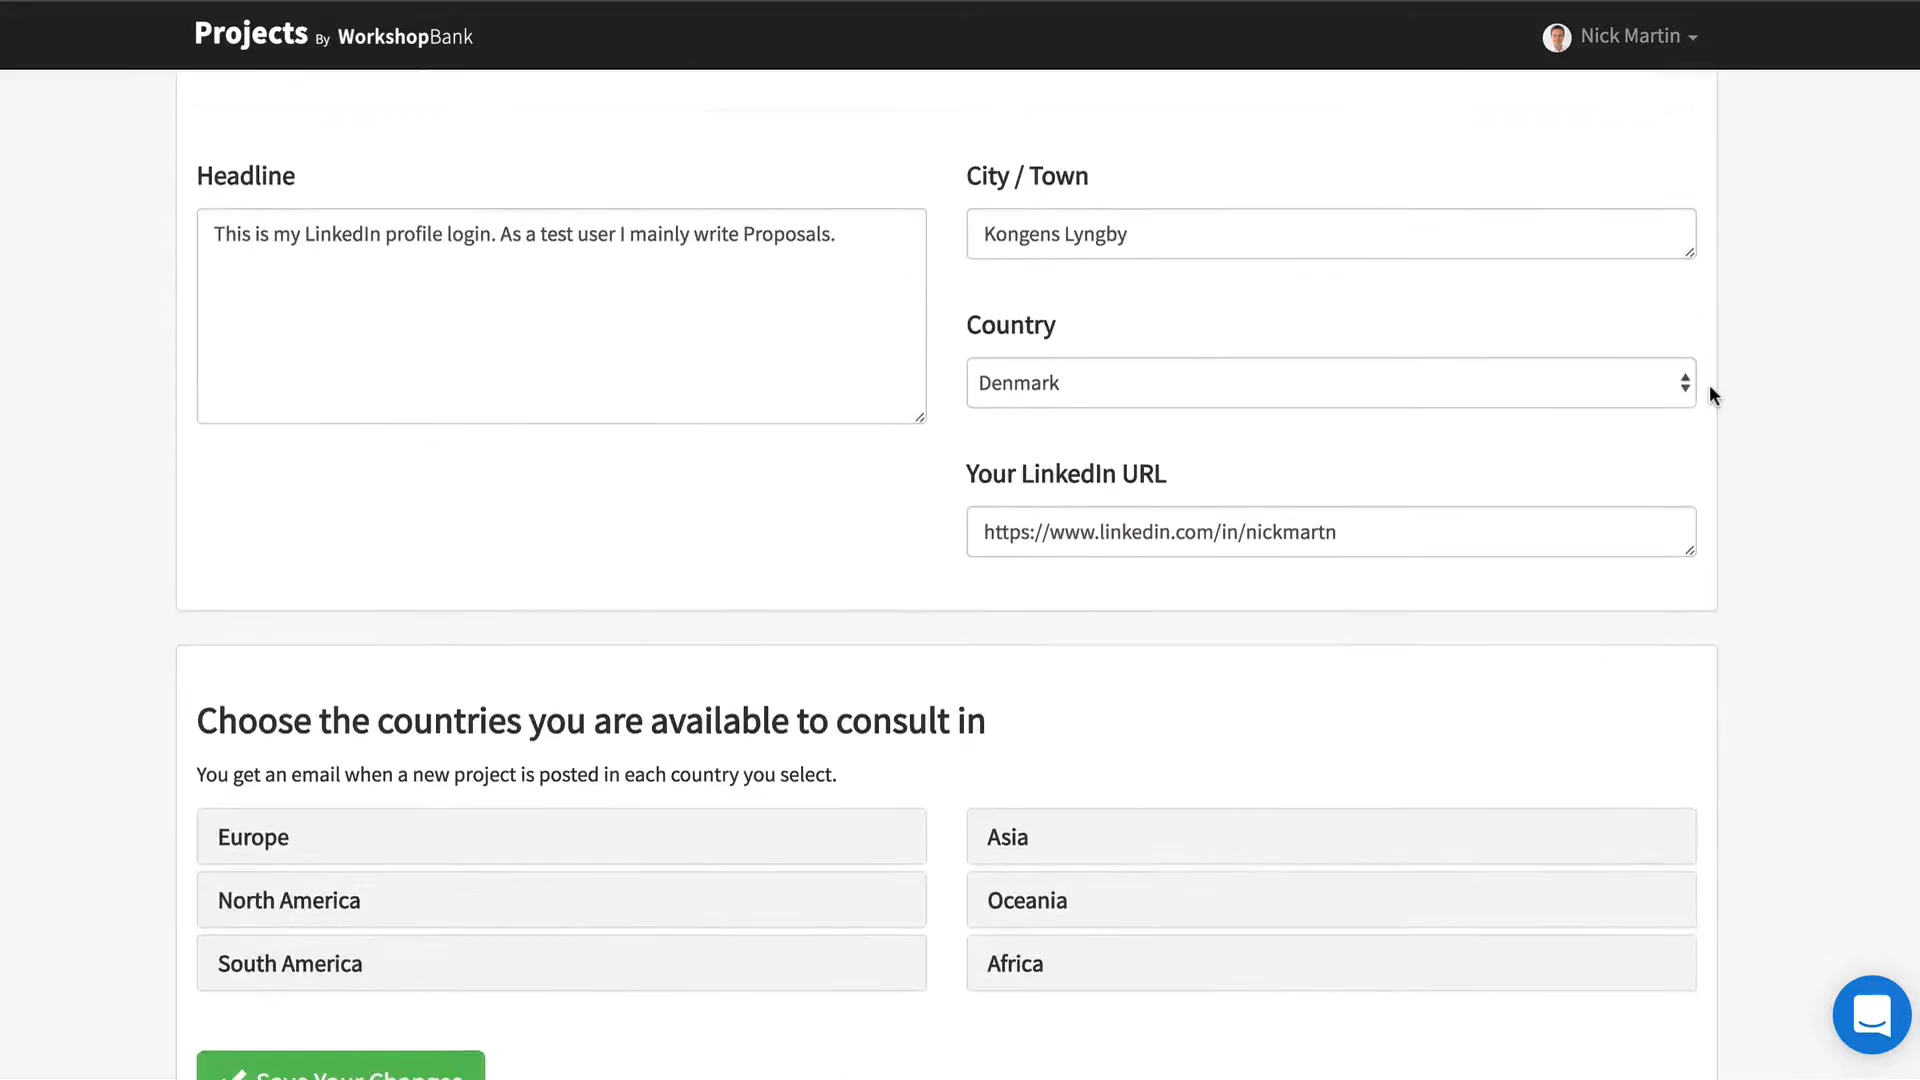 Projects By WorkshopBank
Nick Martin
Headline
City / Town
This is my LinkedIn profile login. As a test user I mainly write Proposals.
Kongens Lyngby
Country
Denmark
Your LinkedIn URL
https://www.linkedin.com/in/nickmartn
Choose the countries you are available to consult in
You get an email when a new project is posted in each country you select.
Europe
Asia
North America
Oceania
South America
Africa
Save Your Changes